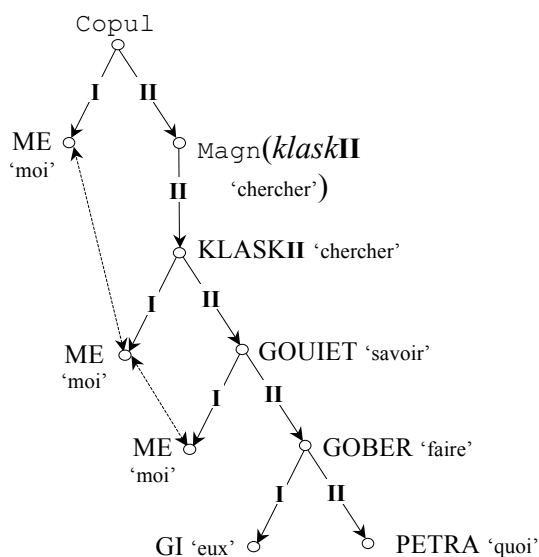 Copul
I II
ME
'moi'
Magn(klaskII
'chercher')
II
KLASKII 'chercher'
I II
ME
'moi'
GOUIET 'savoir'
I II
ME
'moi'
GOBER 'faire'
I II
GI 'eux' PETRA 'quoi'